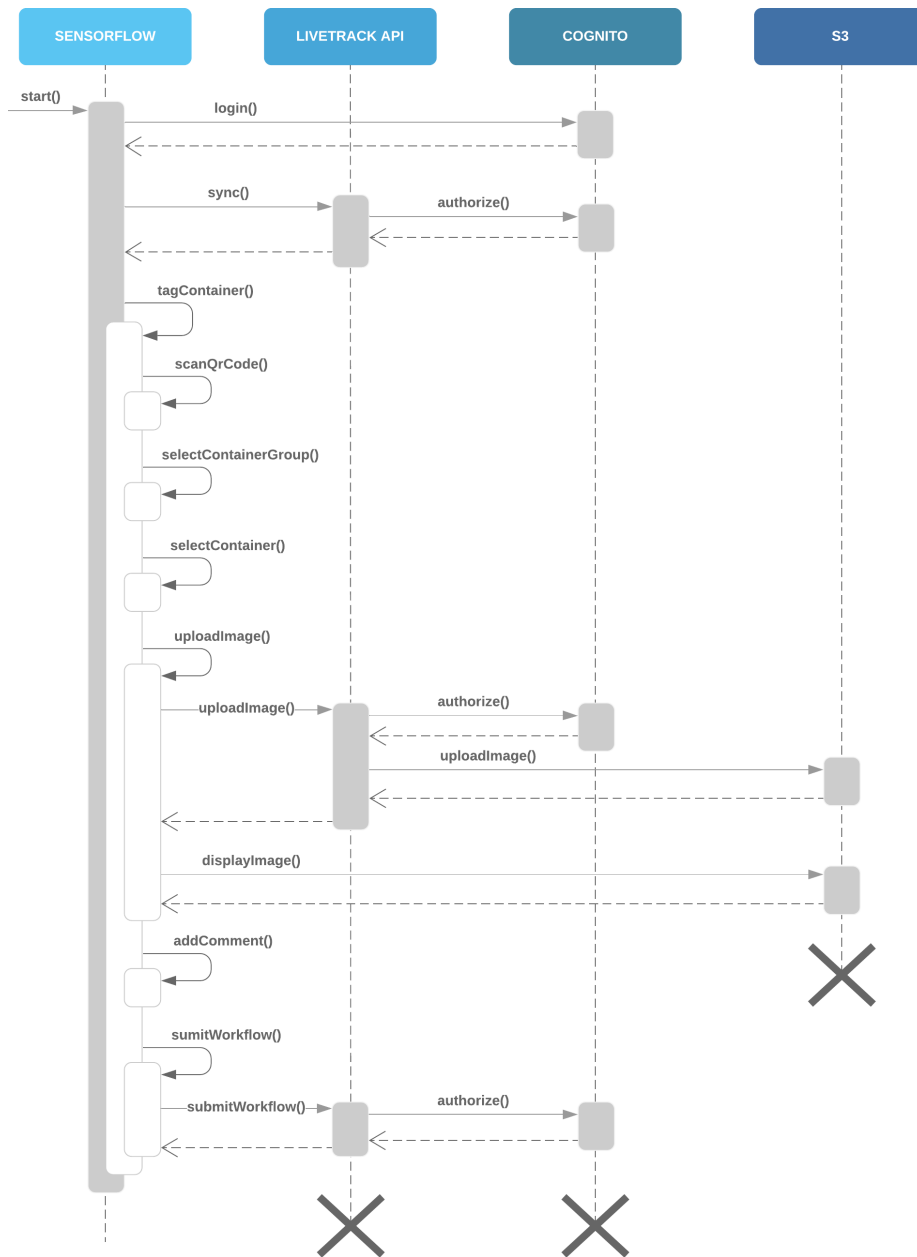 SENSORFLOW
LIVETRACK API
COGNITO
S3
start()
login()
sync()
authorize()
tagContainer()
scanQrCode()
selectContainerGroup()
selectContainer()
uploadImage()
uploadImage()
authorize()
uploadImage()
displayImage()
addComment()
sumitWorkflow()
submitWorkflow()
authorize()